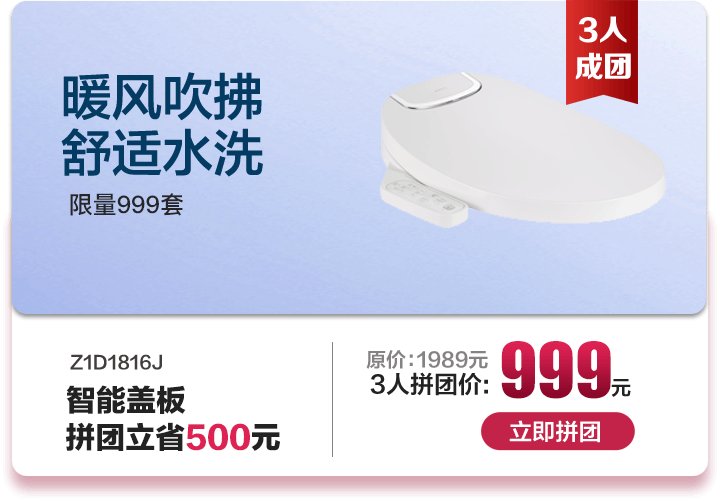 3人
成团
暖风吹拂
舒适水洗
限量999套
Z1D1816J
智能盖板
拼团立省500元
原价:1989元
3人拼团价:999元
立即拼团